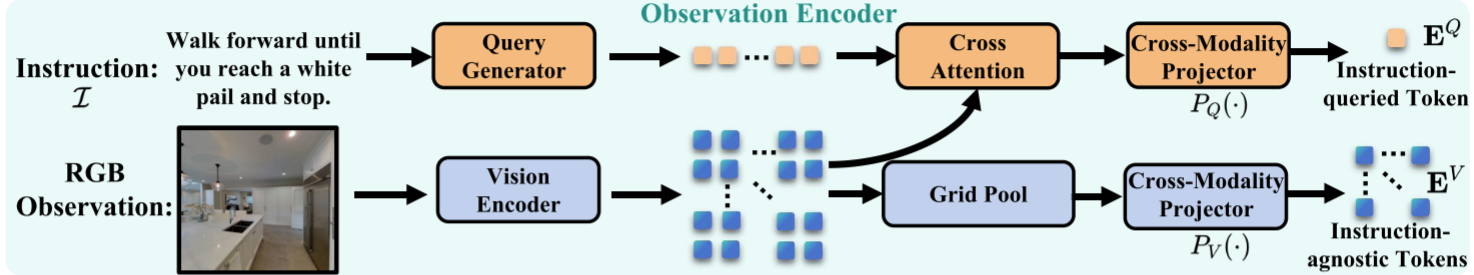 Observation Encoder
Instruction:
𝓘
Walk forward until
you reach a white
pail and stop.
Query
Generator
...
Cross
Attention
Cross-Modality
Projector
P_Q(·)
E^Q
Instruction-
queried Token
RGB
Observation:
Vision
Encoder
Grid Pool
Cross-Modality
Projector
P_V(·)
E^V
Instruction-
agnostic Tokens